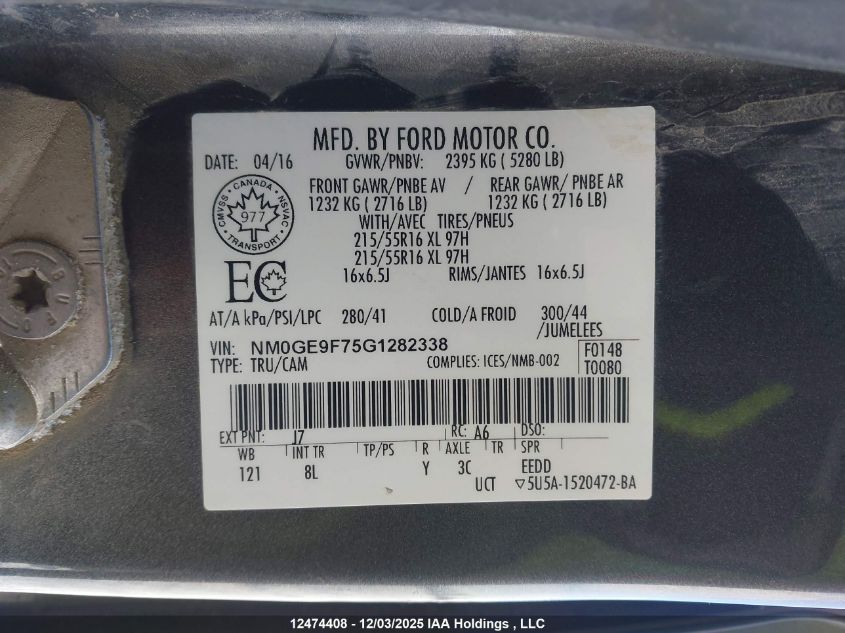 MFD. BY FORD MOTOR CO.
DATE: 04/16 GVWR/PNBV: 2395 KG ( 5280 LB)
FRONT GAWR/PNBE AV / REAR GAWR/ PNBE AR
1232 KG ( 2716 LB) 1232 KG ( 2716 LB)
WITH/AVEC TIRES/PNEUS
215/55R16 XL 97H
215/55R16 XL 97H
16x6.5J RIMS/JANTES 16x6.5J
CMVSS • CANADA • NSVAC • TRANSPORT •
977
EC
AT/A kPa/PSI/LPC 280/41 COLD/A FROID 300/44
/JUMELEES
VIN: NM0GE9F75G1282338
TYPE: TRU/CAM COMPLIES: ICES/NMB-002
F0148
T0080
EXT PNT: J7 RC: A6 DSO:
WB INT TR TP/PS R AXLE TR SPR
121 8L Y 3C EEDD
UCT ▽5U5A-1520472-BA
12474408 - 12/03/2025 IAA Holdings , LLC